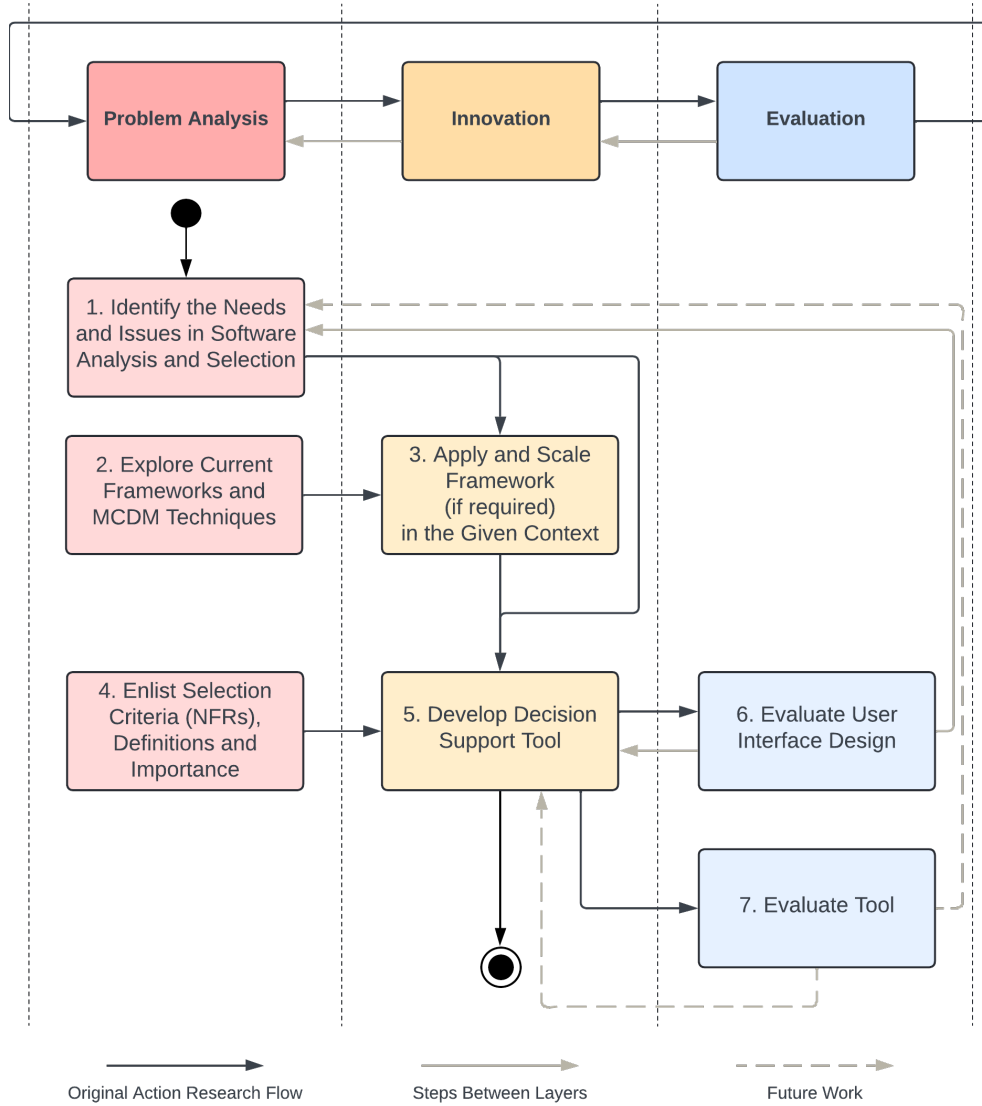 Problem Analysis
Innovation
Evaluation
1. Identify the Needs
and Issues in Software
Analysis and Selection
2. Explore Current
Frameworks and
MCDM Techniques
3. Apply and Scale
Framework
(if required)
in the Given Context
4. Enlist Selection
Criteria (NFRs),
Definitions and
Importance
5. Develop Decision
Support Tool
6. Evaluate User
Interface Design
7. Evaluate Tool
Original Action Research Flow
Steps Between Layers
Future Work